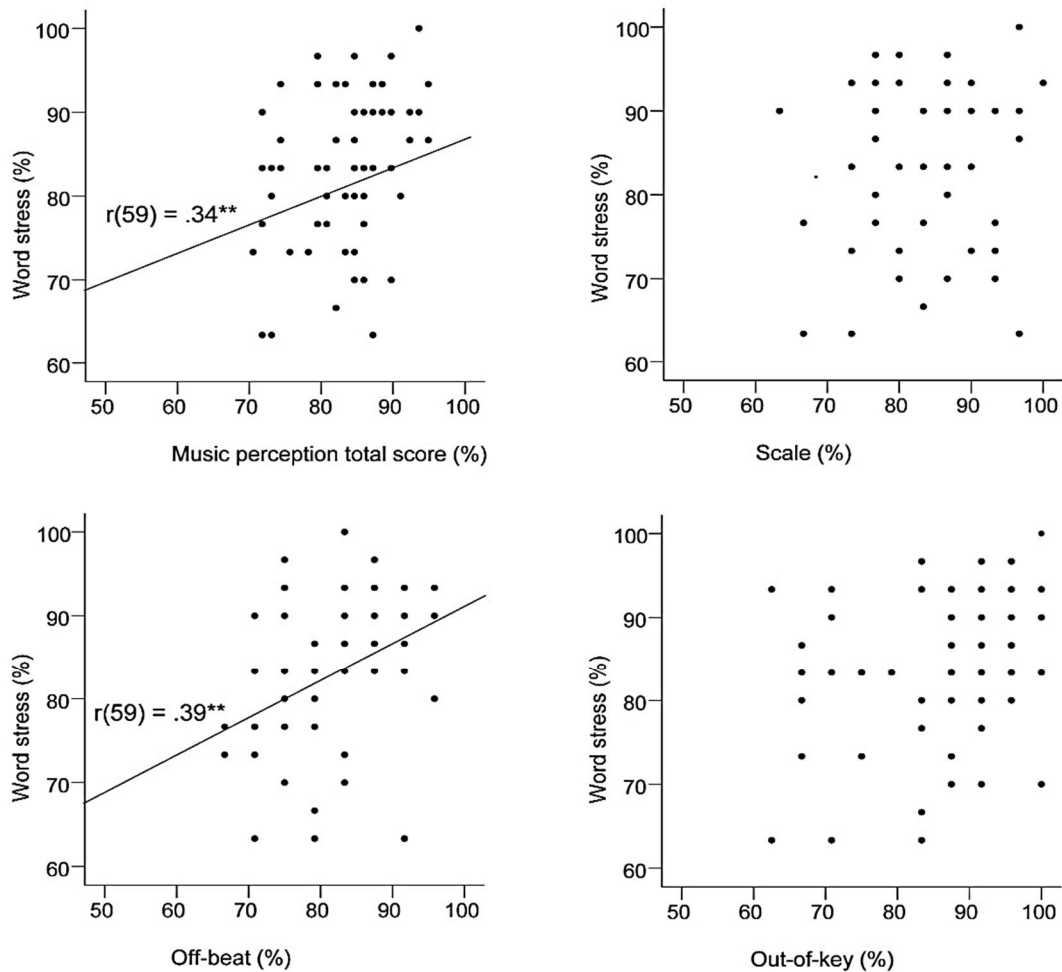 100
90
80
70
60
Word stress (%)
r(59) = .34**
50 60 70 80 90 100
Music perception total score (%)
100
90
80
70
60
Word stress (%)
50 60 70 80 90 100
Scale (%)
100
90
80
70
60
Word stress (%)
r(59) = .39**
50 60 70 80 90 100
Off-beat (%)
100
90
80
70
60
Word stress (%)
50 60 70 80 90 100
Out-of-key (%)